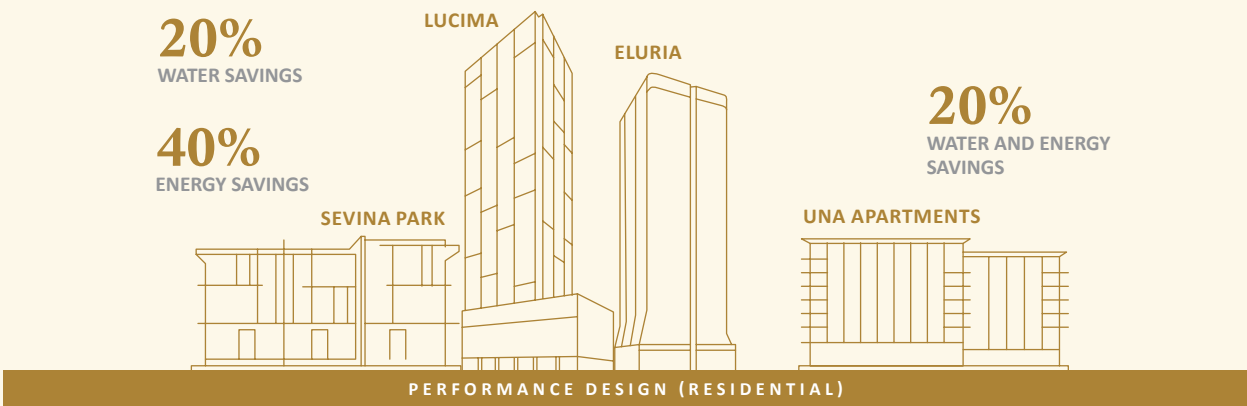 20%
WATER SAVINGS
40%
ENERGY SAVINGS
SEVINA PARK
LUCIMA
ELURIA
20%
WATER AND ENERGY
SAVINGS
UNA APARTMENTS
PERFORMANCE DESIGN (RESIDENTIAL)